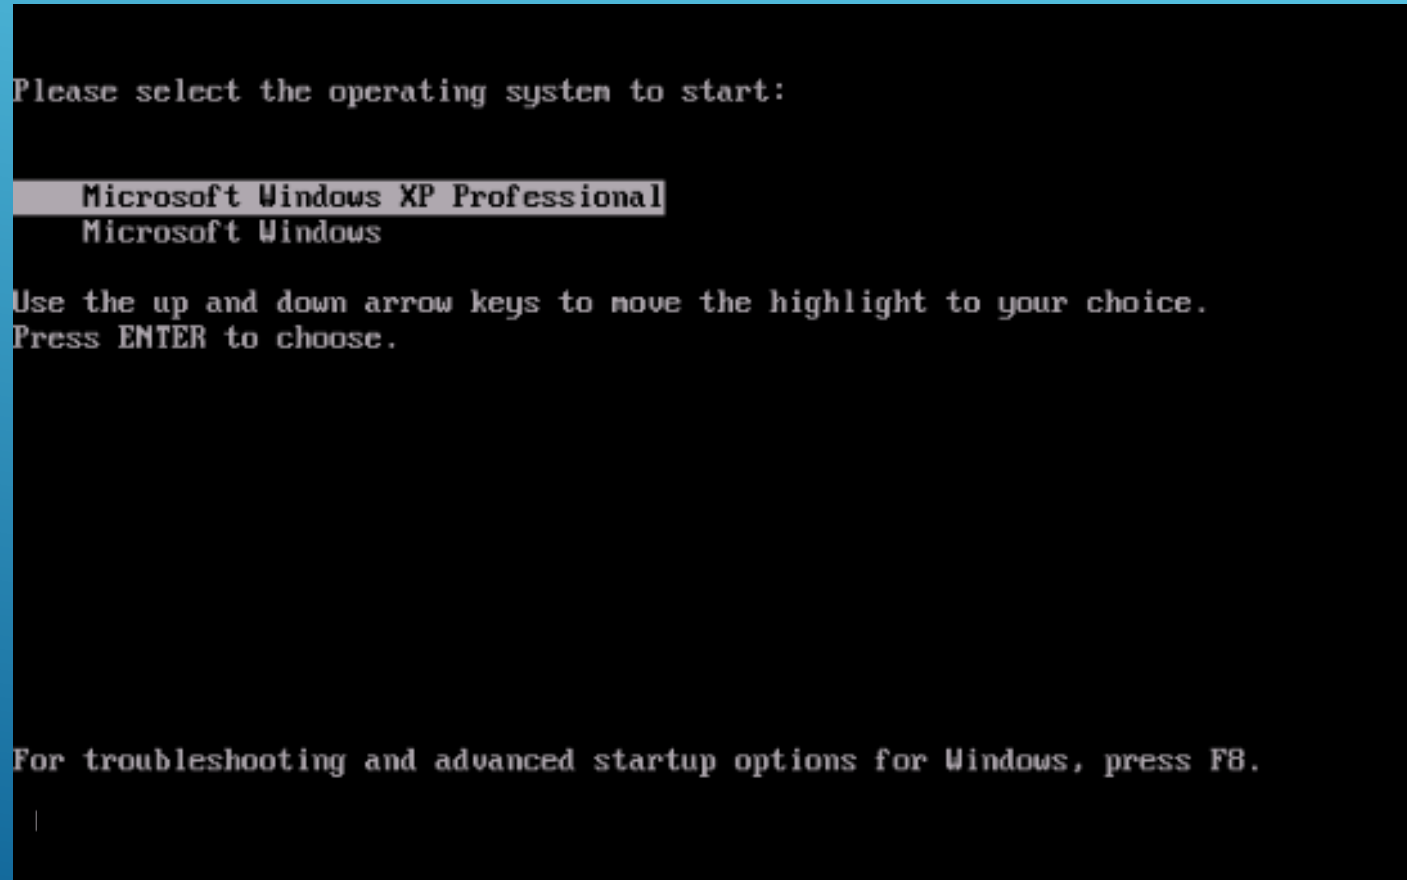 Please select the operating system to start:
Microsoft Windows XP Professional
Microsoft Windows
Use the up and down arrow keys to move the highlight to your choice.
Press ENTER to choose.
For troubleshooting and advanced startup options for Windows, press F8.